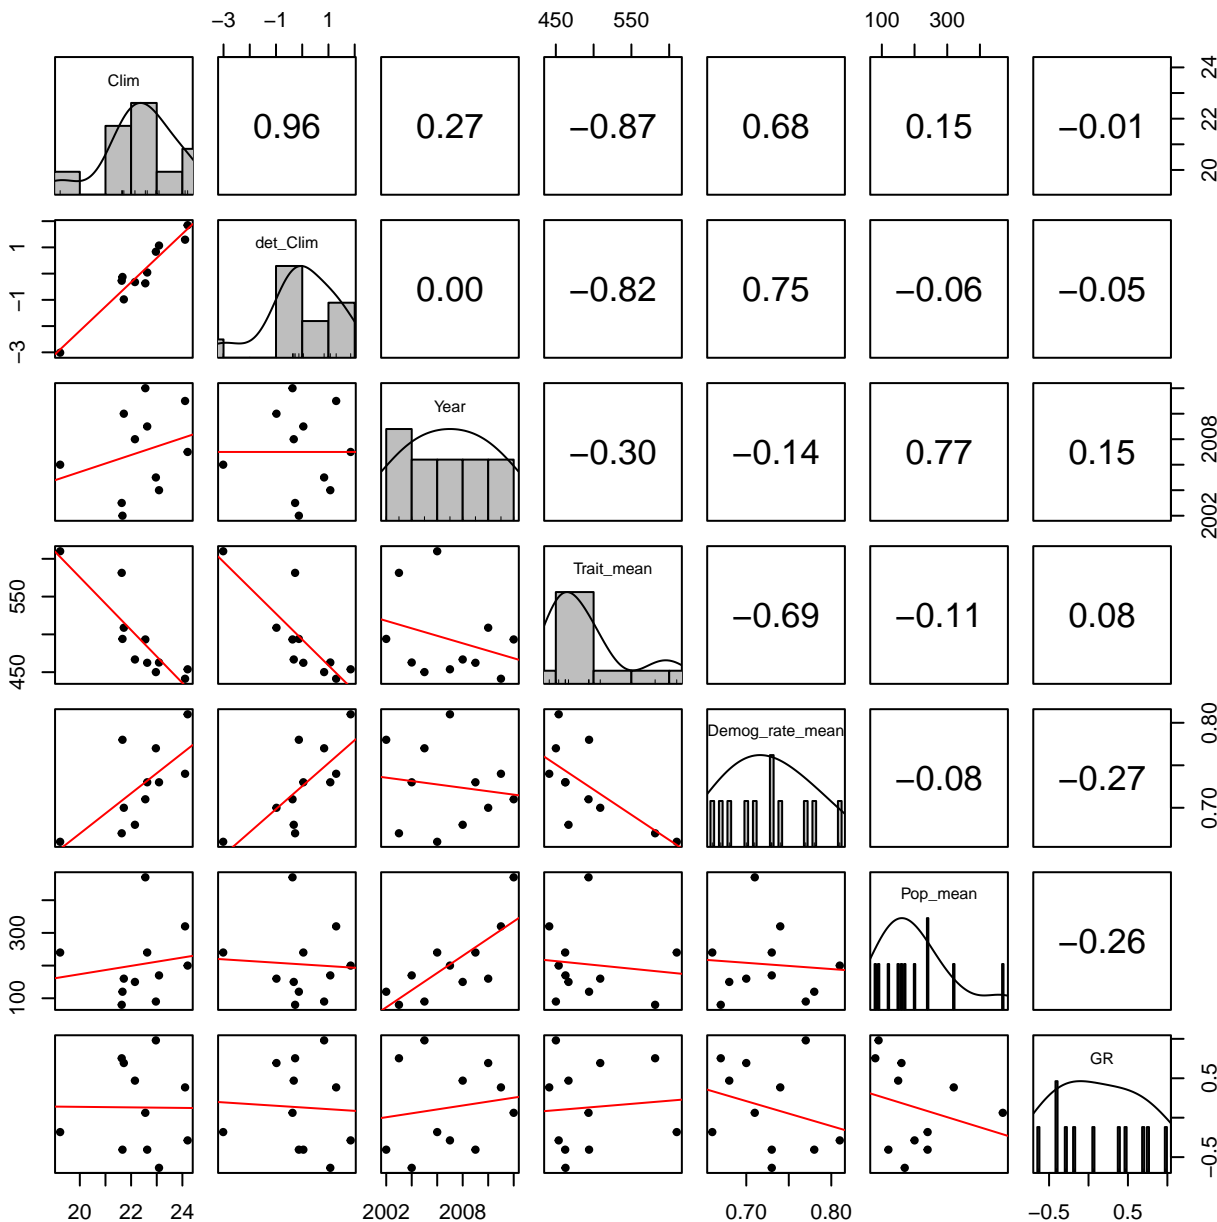 −3 −1 1 450 550 100 300
Clim 0.96 0.27 −0.87 0.68 0.15 −0.01 20 22 24
−3 −1 1 det_Clim 0.00 −0.82 0.75 −0.06 −0.05
Year −0.30 −0.14 0.77 0.15 2002 2008
450 550 Trait_mean −0.69 −0.11 0.08
Demog_rate_mean −0.08 −0.27 0.70 0.80
100 300 Pop_mean −0.26
GR −0.5 0.5
20 22 24 2002 2008 0.70 0.80 −0.5 0.5